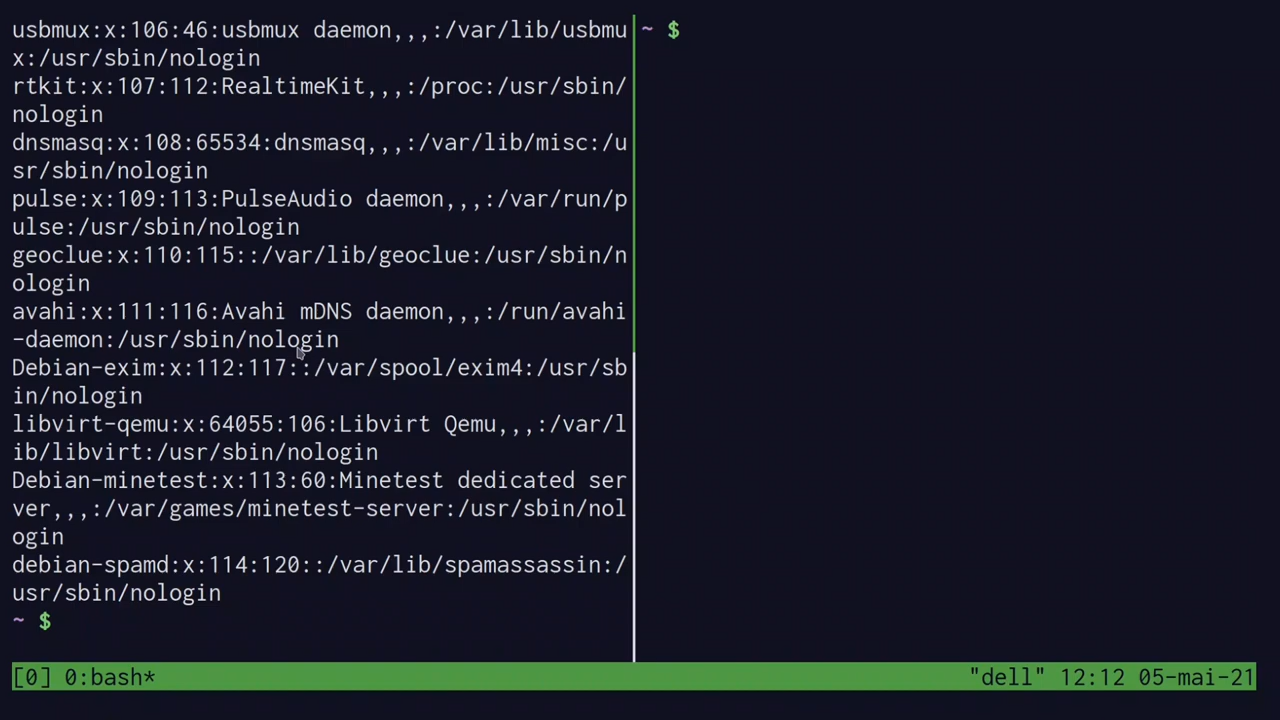 usbmux:x:106:46:usbmux daemon,,,:/var/lib/usbmu
x:/usr/sbin/nologin
rtkit:x:107:112:RealtimeKit,,,:/proc:/usr/sbin/
nologin
dnsmasq:x:108:65534:dnsmasq,,,:/var/lib/misc:/u
sr/sbin/nologin
pulse:x:109:113:PulseAudio daemon,,,:/var/run/p
ulse:/usr/sbin/nologin
geoclue:x:110:115::/var/lib/geoclue:/usr/sbin/n
ologin
avahi:x:111:116:Avahi mDNS daemon,,,:/run/avahi
-daemon:/usr/sbin/nologin
Debian-exim:x:112:117::/var/spool/exim4:/usr/sb
in/nologin
libvirt-qemu:x:64055:106:Libvirt Qemu,,,:/var/l
ib/libvirt:/usr/sbin/nologin
Debian-minetest:x:113:60:Minetest dedicated ser
ver,,,:/var/games/minetest-server:/usr/sbin/nol
ogin
debian-spamd:x:114:120::/var/lib/spamassassin:/
usr/sbin/nologin
~ $
~ $
[0] 0:bash* "dell" 12:12 05-mai-21